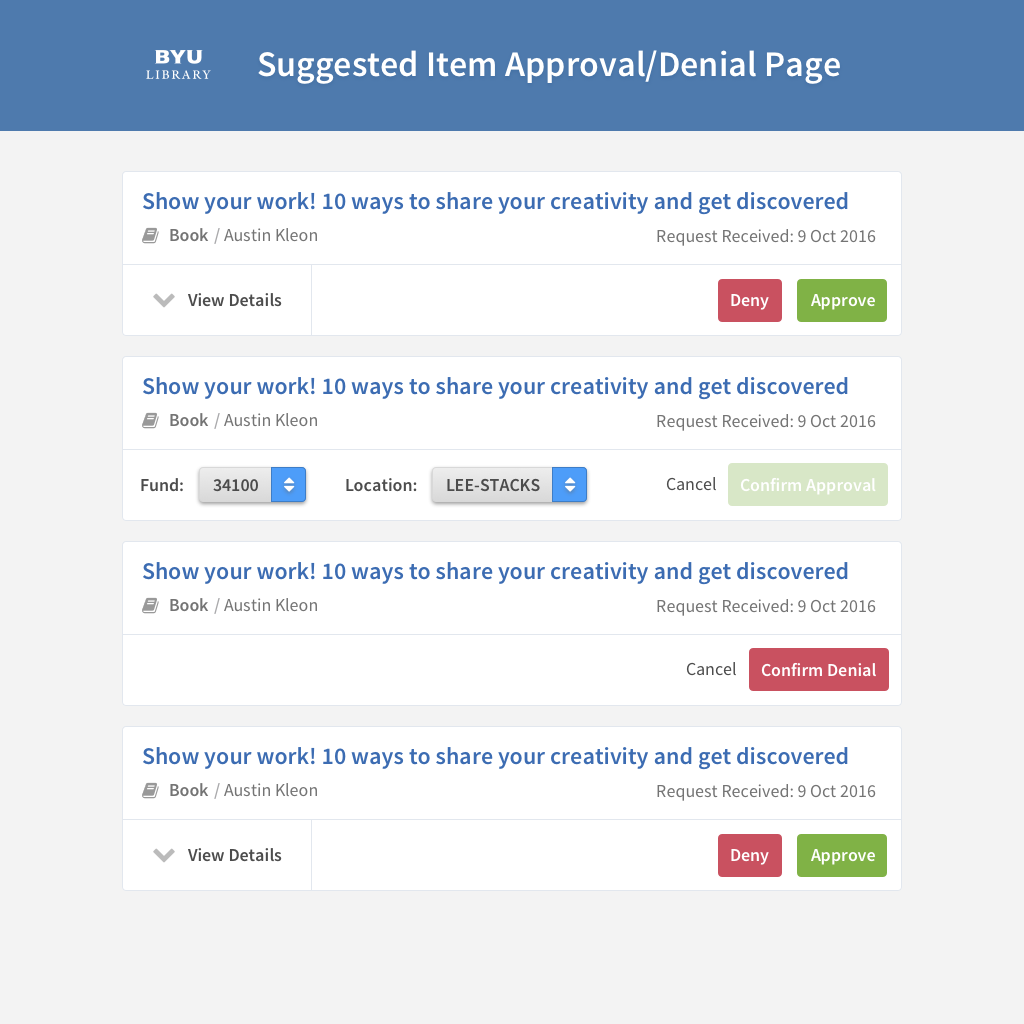 BYU
LIBRARY
Suggested Item Approval/Denial Page
Show your work! 10 ways to share your creativity and get discovered
Book / Austin Kleon
Request Received: 9 Oct 2016
View Details
Deny
Approve
Show your work! 10 ways to share your creativity and get discovered
Book / Austin Kleon
Request Received: 9 Oct 2016
Fund: 34100
Location: LEE-STACKS
Cancel
Confirm Approval
Show your work! 10 ways to share your creativity and get discovered
Book / Austin Kleon
Request Received: 9 Oct 2016
Cancel
Confirm Denial
Show your work! 10 ways to share your creativity and get discovered
Book / Austin Kleon
Request Received: 9 Oct 2016
View Details
Deny
Approve